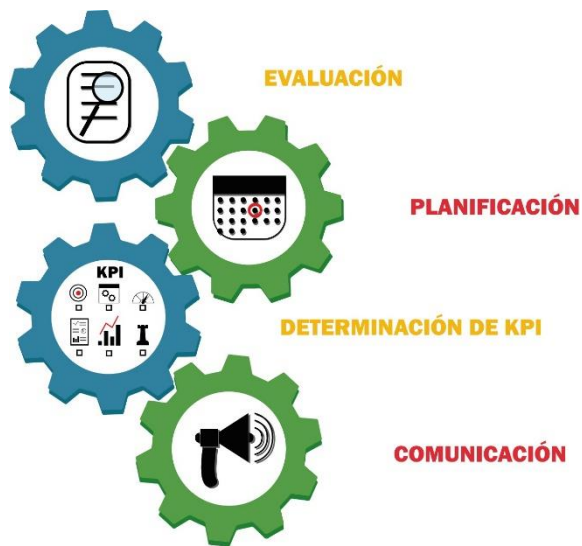 EVALUACIÓN
PLANIFICACIÓN
KPI
DETERMINACIÓN DE KPI
COMUNICACIÓN